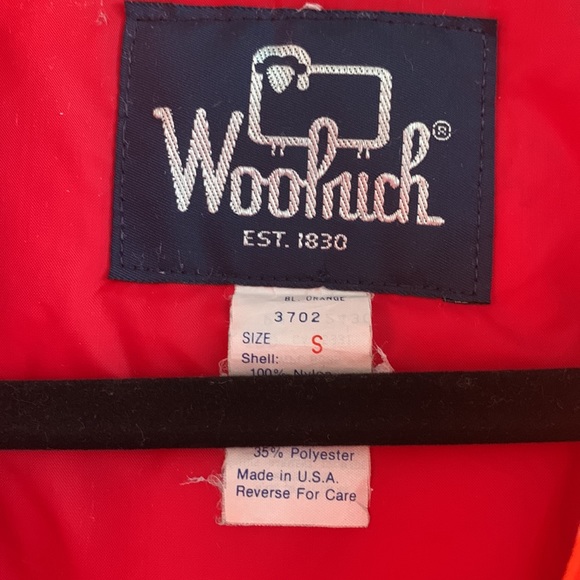 Woolrich ®
EST. 1830
BL. ORANGE
3702
SIZE S
Shell:
100% Nylon
35% Polyester
Made in U.S.A.
Reverse For Care